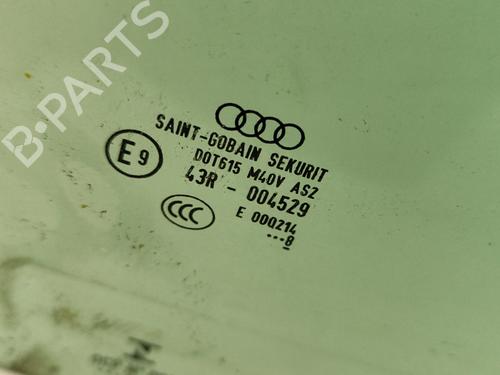 B-PARTS
SAINT-GOBAIN SEKURIT
DOT615 M40V AS2
E9
43R - 004529
CCC
E 000214
...8